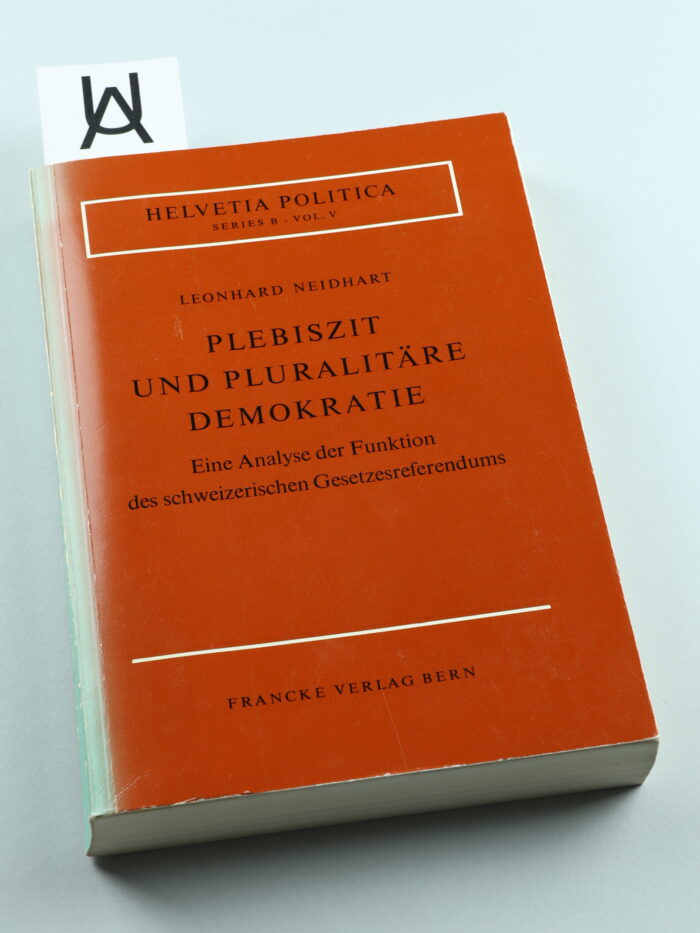 HELVETIA POLITICA
SERIES B · VOL. V
LEONHARD NEIDHART
PLEBISZIT
UND PLURALITÄRE
DEMOKRATIE
Eine Analyse der Funktion
des schweizerischen Gesetzesreferendums
FRANCKE VERLAG BERN